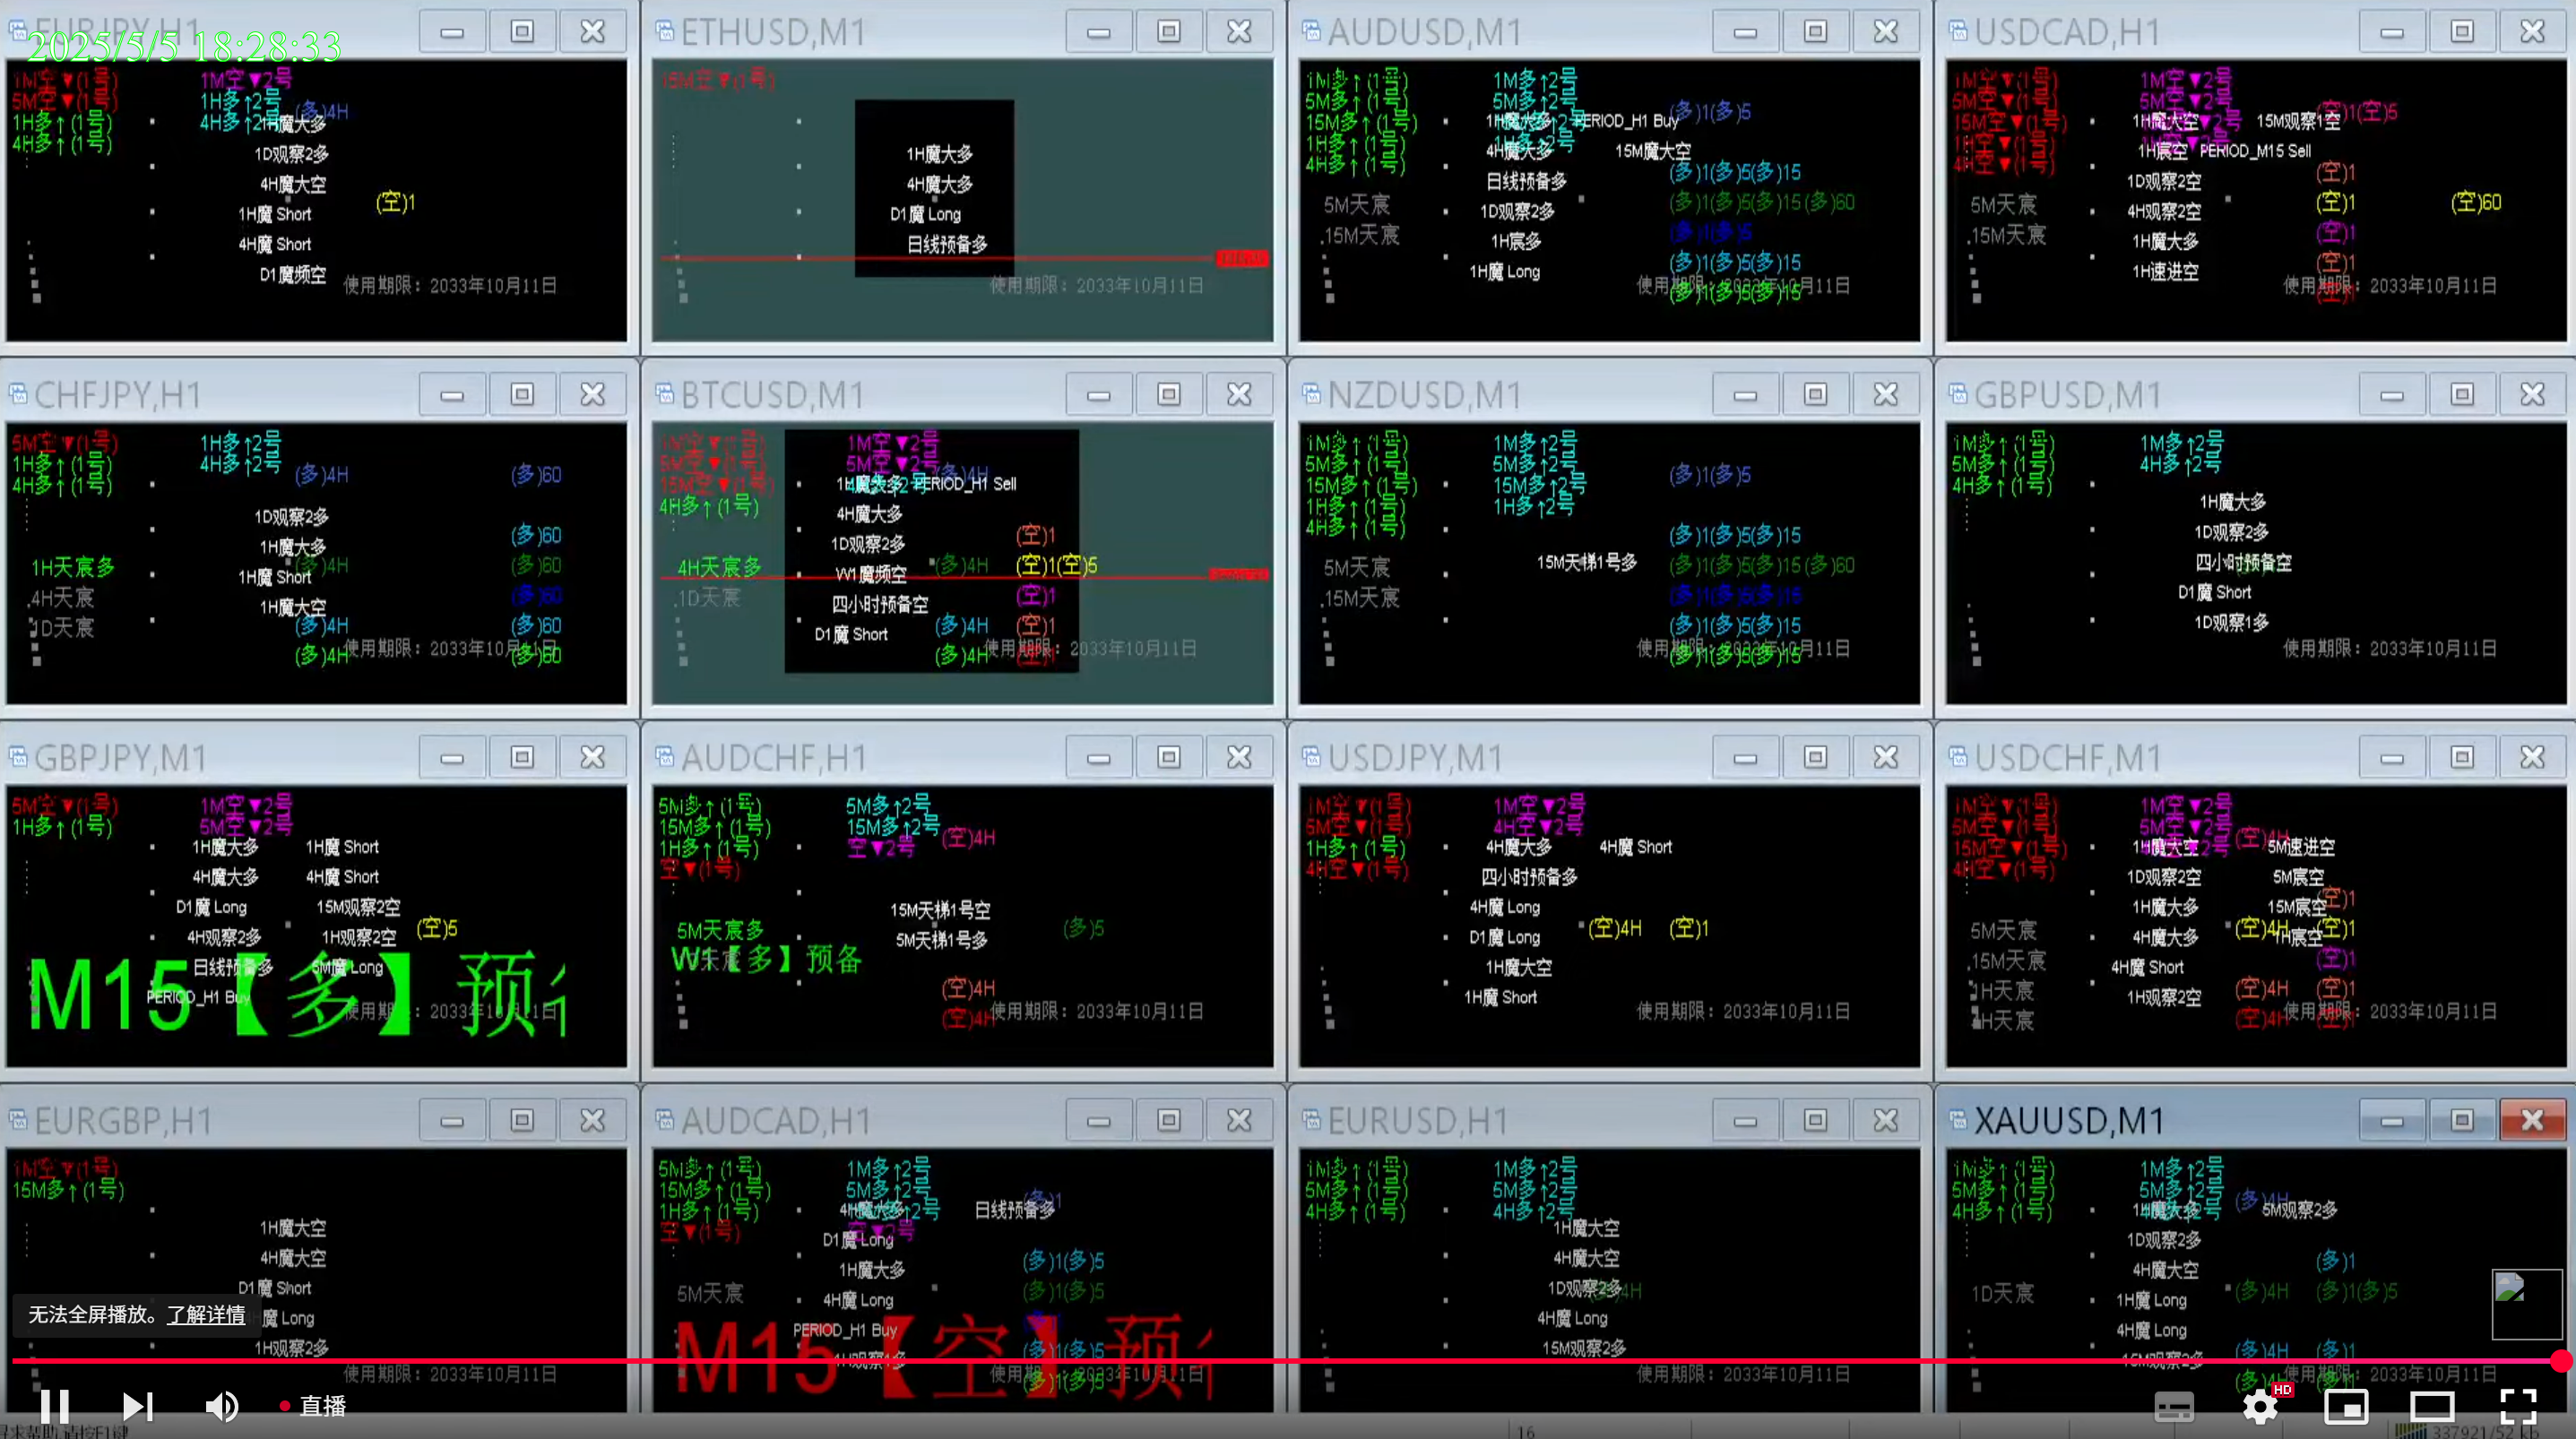 EURJPY,H1
2025/5/5 18:28:33
1M空▼(1号)
5M空▼(1号)
1H多↑(1号)
4H多↑(1号)
1M空▼2号
1H多↑2号
4H多↑2号
(多)4H
1H魔大多
1D观察2多
4H魔大空
(空)1
1H魔 Short
4H魔 Short
D1魔频空
使用期限：2033年10月11日
ETHUSD,M1
15M空▼(1号)
1H魔大多
4H魔大多
D1魔 Long
日线预备多
使用期限：2033年10月11日
AUDUSD,M1
1M多↑(1号)
5M多↑(1号)
15M多↑(1号)
1H多↑(1号)
4H多↑(1号)
1M多↑2号
5M多↑2号
1H多↑2号
(多)1(多)5
1H魔大多
PERIOD_H1 Buy
4H魔大多
15M魔大空
(多)1(多)5(多)15
日线预备多
5M天宸
1D观察2多
(多)1(多)5(多)15(多)60
.15M天宸
1H宸多
(多)1(多)5
1H魔 Long
(多)1(多)5(多)15
使用期限：2033年10月11日
(多)1(多)5(多)15
USDCAD,H1
1M空▼(1号)
5M空▼(1号)
15M空▼(1号)
1H空▼(1号)
4H空▼(1号)
1M空▼2号
5M空▼2号
(空)1(空)5
1H魔大空
15M观察1空
1H宸空
PERIOD_M15 Sell
1D观察2空
(空)1
5M天宸
4H观察2空
(空)1
(空)60
.15M天宸
1H魔大多
(空)1
1H速进空
(空)1
使用期限：2033年10月11日
(空)1
CHFJPY,H1
5M空▼(1号)
1H多↑(1号)
4H多↑(1号)
1H多↑2号
4H多↑2号
(多)4H
(多)60
1D观察2多
1H魔大多
(多)60
1H天宸多
(多)4H
(多)60
1H魔 Short
.4H天宸
1H魔大空
(多)60
1D天宸
(多)4H
(多)60
使用期限：2033年10月11日
(多)4H
(多)60
BTCUSD,M1
1M空▼(1号)
5M空▼(1号)
15M空▼(1号)
4H多↑(1号)
1M空▼2号
5M空▼2号
(多)4H
1H魔大多
PERIOD_H1 Sell
4H魔大多
1D观察2多
(空)1
4H天宸多
W1魔频空
(多)4H
(空)1(空)5
.1D天宸
四小时预备空
(空)1
D1魔 Short
(多)4H
(空)1
使用期限：2033年10月11日
(多)4H
NZDUSD,M1
1M多↑(1号)
5M多↑(1号)
15M多↑(1号)
1H多↑(1号)
4H多↑(1号)
1M多↑2号
5M多↑2号
15M多↑2号
1H多↑2号
(多)1(多)5
(多)1(多)5(多)15
5M天宸
15M天梯1号多
(多)1(多)5(多)15(多)60
.15M天宸
(多)1(多)5(多)15
(多)1(多)5(多)15
使用期限：2033年10月11日
(多)1(多)5(多)15
GBPUSD,M1
1M多↑(1号)
5M多↑(1号)
4H多↑(1号)
1M多↑2号
4H多↑2号
1H魔大多
1D观察2多
四小时预备空
D1魔 Short
1D观察1多
使用期限：2033年10月11日
GBPJPY,M1
5M空▼(1号)
1H多↑(1号)
1M空▼2号
5M空▼2号
1H魔大多
1H魔 Short
4H魔大多
4H魔 Short
D1魔 Long
15M观察2空
4H观察2多
1H观察2空
(空)5
日线预备多
5M魔 Long
PERIOD_H1 Buy
M15【多】预
使用期限：2033年10月11日
AUDCHF,H1
5M多↑(1号)
15M多↑(1号)
1H多↑(1号)
空▼(1号)
5M多↑2号
15M多↑2号
空▼2号
(空)4H
15M天梯1号空
5M天宸多
5M天梯1号多
(多)5
W1【多】预备
(空)4H
(空)4H
使用期限：2033年10月11日
USDJPY,M1
1M空▼(1号)
5M空▼(1号)
1H多↑(1号)
4H空▼(1号)
1M空▼2号
4H空▼2号
4H魔大多
4H魔 Short
四小时预备多
4H魔 Long
D1魔 Long
(空)4H
(空)1
1H魔大空
1H魔 Short
使用期限：2033年10月11日
USDCHF,M1
1M空▼(1号)
5M空▼(1号)
15M空▼(1号)
4H空▼(1号)
1M空▼2号
5M空▼2号
(空)4H
1H魔大空
5M速进空
1D观察2空
5M宸空
(空)1
1H魔大多
15M宸空
5M天宸
4H魔大多
(空)4H
1H宸空
(空)1
.15M天宸
4H魔 Short
(空)1
1H天宸
1H观察2空
(空)4H
(空)1
4H天宸
(空)4H
使用期限：2033年10月11日
EURGBP,H1
1M空▼(1号)
15M多↑(1号)
1H魔大空
4H魔大空
D1魔 Short
魔 Long
1H观察2多
使用期限：2033年10月11日
AUDCAD,H1
5M多↑(1号)
15M多↑(1号)
1H多↑(1号)
空▼(1号)
1M多↑2号
5M多↑2号
空▼2号
(多)1
4H魔大多
日线预备多
D1魔 Long
1H魔大多
(多)1(多)5
5M天宸
4H魔 Long
(多)1(多)5
PERIOD_H1 Buy
(多)1(多)5
M15【空】预
使用期限：2033年10月11日
(多)1(多)5
EURUSD,H1
1M多↑(1号)
5M多↑(1号)
4H多↑(1号)
1M多↑2号
5M多↑2号
4H多↑2号
1H魔大空
4H魔大空
1D观察2多
4H魔 Long
15M观察2多
使用期限：2033年10月11日
XAUUSD,M1
1M多↑(1号)
5M多↑(1号)
4H多↑(1号)
1M多↑2号
5M多↑2号
(多)4H
1H魔大多
5M观察2多
1D观察2多
4H魔大空
(多)1
1D天宸
1H魔 Long
(多)4H
(多)1(多)5
4H魔 Long
(多)4H
(多)1
15M观察2多
使用期限：2033年10月11日
无法全屏播放。了解详情
直播
HD
16